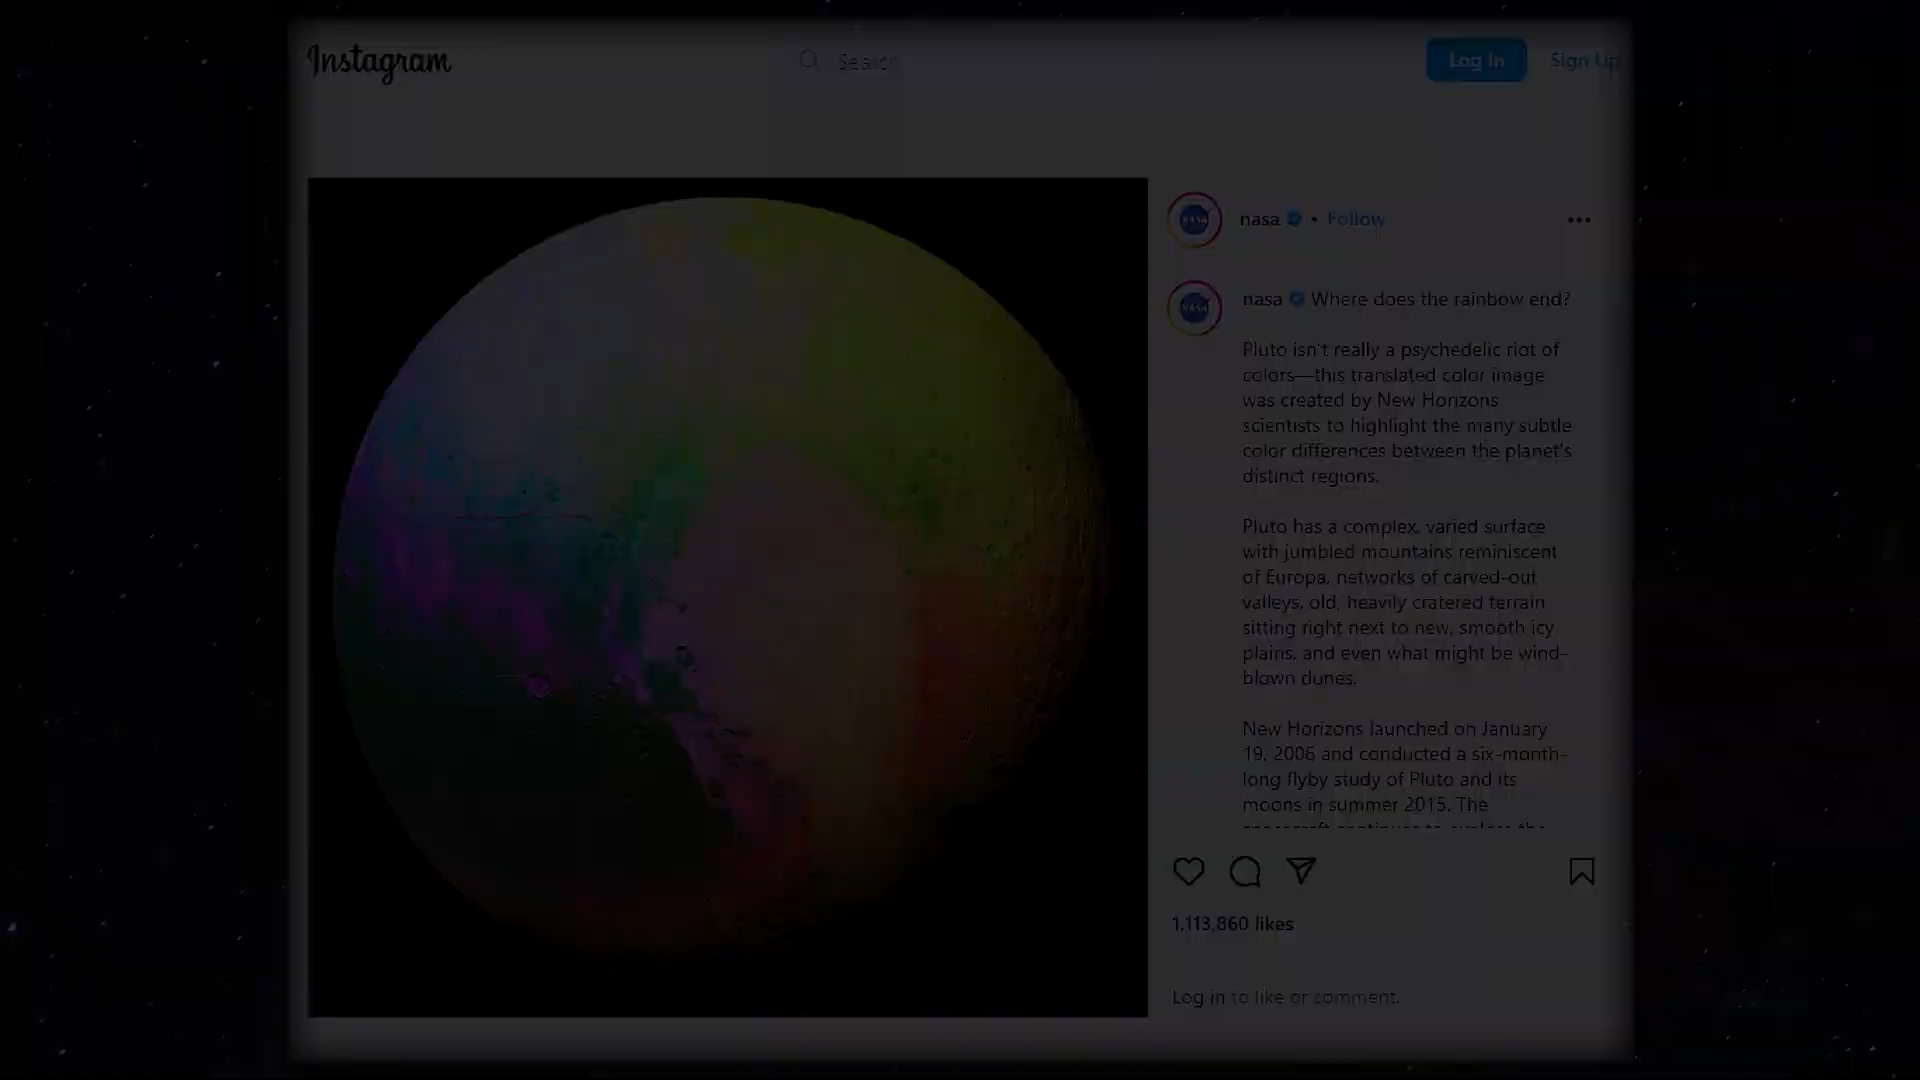 Instagram
Search
Log In
Sign Up
nasa • Follow
nasa Where does the rainbow end?
Pluto isn't really a psychedelic riot of
colors—this translated color image
was created by New Horizons
scientists to highlight the many subtle
color differences between the planet's
distinct regions.
Pluto has a complex, varied surface
with jumbled mountains reminiscent
of Europa, networks of carved-out
valleys, old, heavily cratered terrain
sitting right next to new, smooth icy
plains, and even what might be wind-
blown dunes.
New Horizons launched on January
19, 2006 and conducted a six-month-
long flyby study of Pluto and its
moons in summer 2015. The
spacecraft continues to explore the
1,113,860 likes
Log in to like or comment.